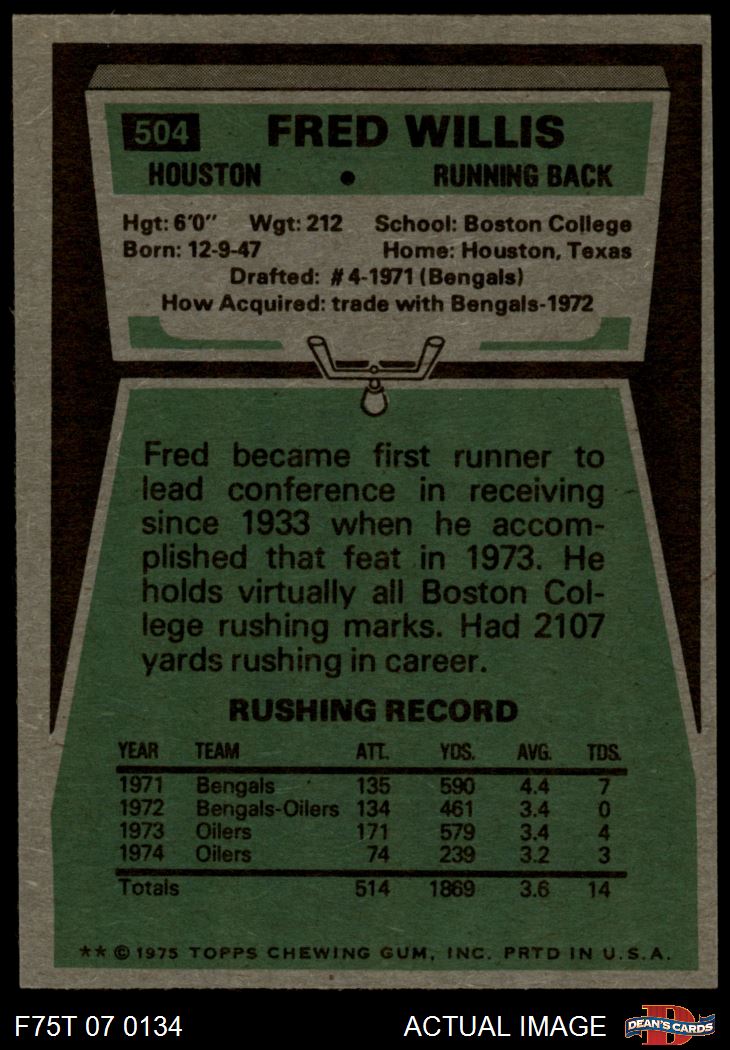 504 FRED WILLIS
HOUSTON • RUNNING BACK
Hgt: 6'0" Wgt: 212 School: Boston College
Born: 12-9-47 Home: Houston, Texas
Drafted: #4-1971 (Bengals)
How Acquired: trade with Bengals-1972
Fred became first runner to
lead conference in receiving
since 1933 when he accom-
plished that feat in 1973. He
holds virtually all Boston Col-
lege rushing marks. Had 2107
yards rushing in career.
RUSHING RECORD
YEAR TEAM ATT. YDS. AVG. TDS.
1971 Bengals 135 590 4.4 7
1972 Bengals-Oilers 134 461 3.4 0
1973 Oilers 171 579 3.4 4
1974 Oilers 74 239 3.2 3
Totals 514 1869 3.6 14
** © 1975 TOPPS CHEWING GUM, INC. PRTD IN U.S.A.
F75T 07 0134 ACTUAL IMAGE D DEAN'S CARDS